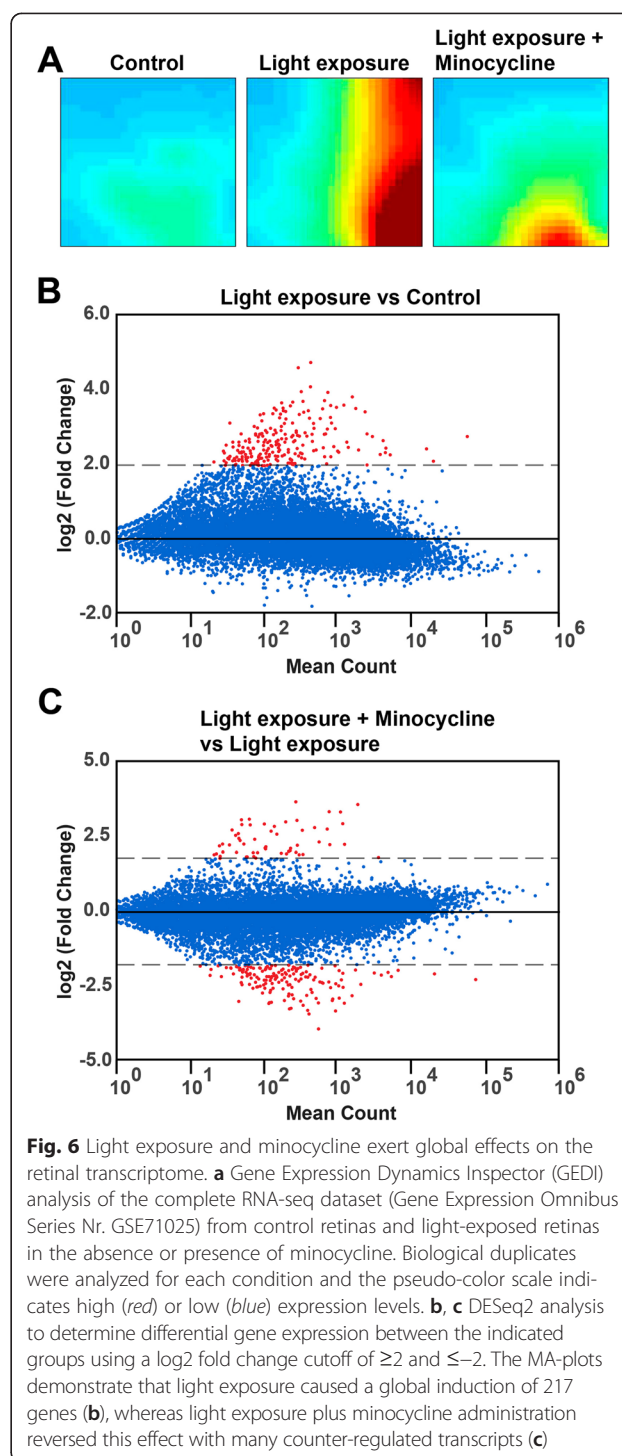 A
Control
Light exposure
Light exposure +
Minocycline
B
Light exposure vs Control
6.0
4.0
2.0
0.0
-2.0
log2 (Fold Change)
10^0 10^1 10^2 10^3 10^4 10^5 10^6
Mean Count
C
Light exposure + Minocycline
vs Light exposure
5.0
2.5
0.0
-2.5
-5.0
log2 (Fold Change)
10^0 10^1 10^2 10^3 10^4 10^5 10^6
Mean Count
Fig. 6 Light exposure and minocycline exert global effects on the
retinal transcriptome. a Gene Expression Dynamics Inspector (GEDI)
analysis of the complete RNA-seq dataset (Gene Expression Omnibus
Series Nr. GSE71025) from control retinas and light-exposed retinas
in the absence or presence of minocycline. Biological duplicates
were analyzed for each condition and the pseudo-color scale indi-
cates high (red) or low (blue) expression levels. b, c DESeq2 analysis
to determine differential gene expression between the indicated
groups using a log2 fold change cutoff of ≥2 and ≤−2. The MA-plots
demonstrate that light exposure caused a global induction of 217
genes (b), whereas light exposure plus minocycline administration
reversed this effect with many counter-regulated transcripts (c)